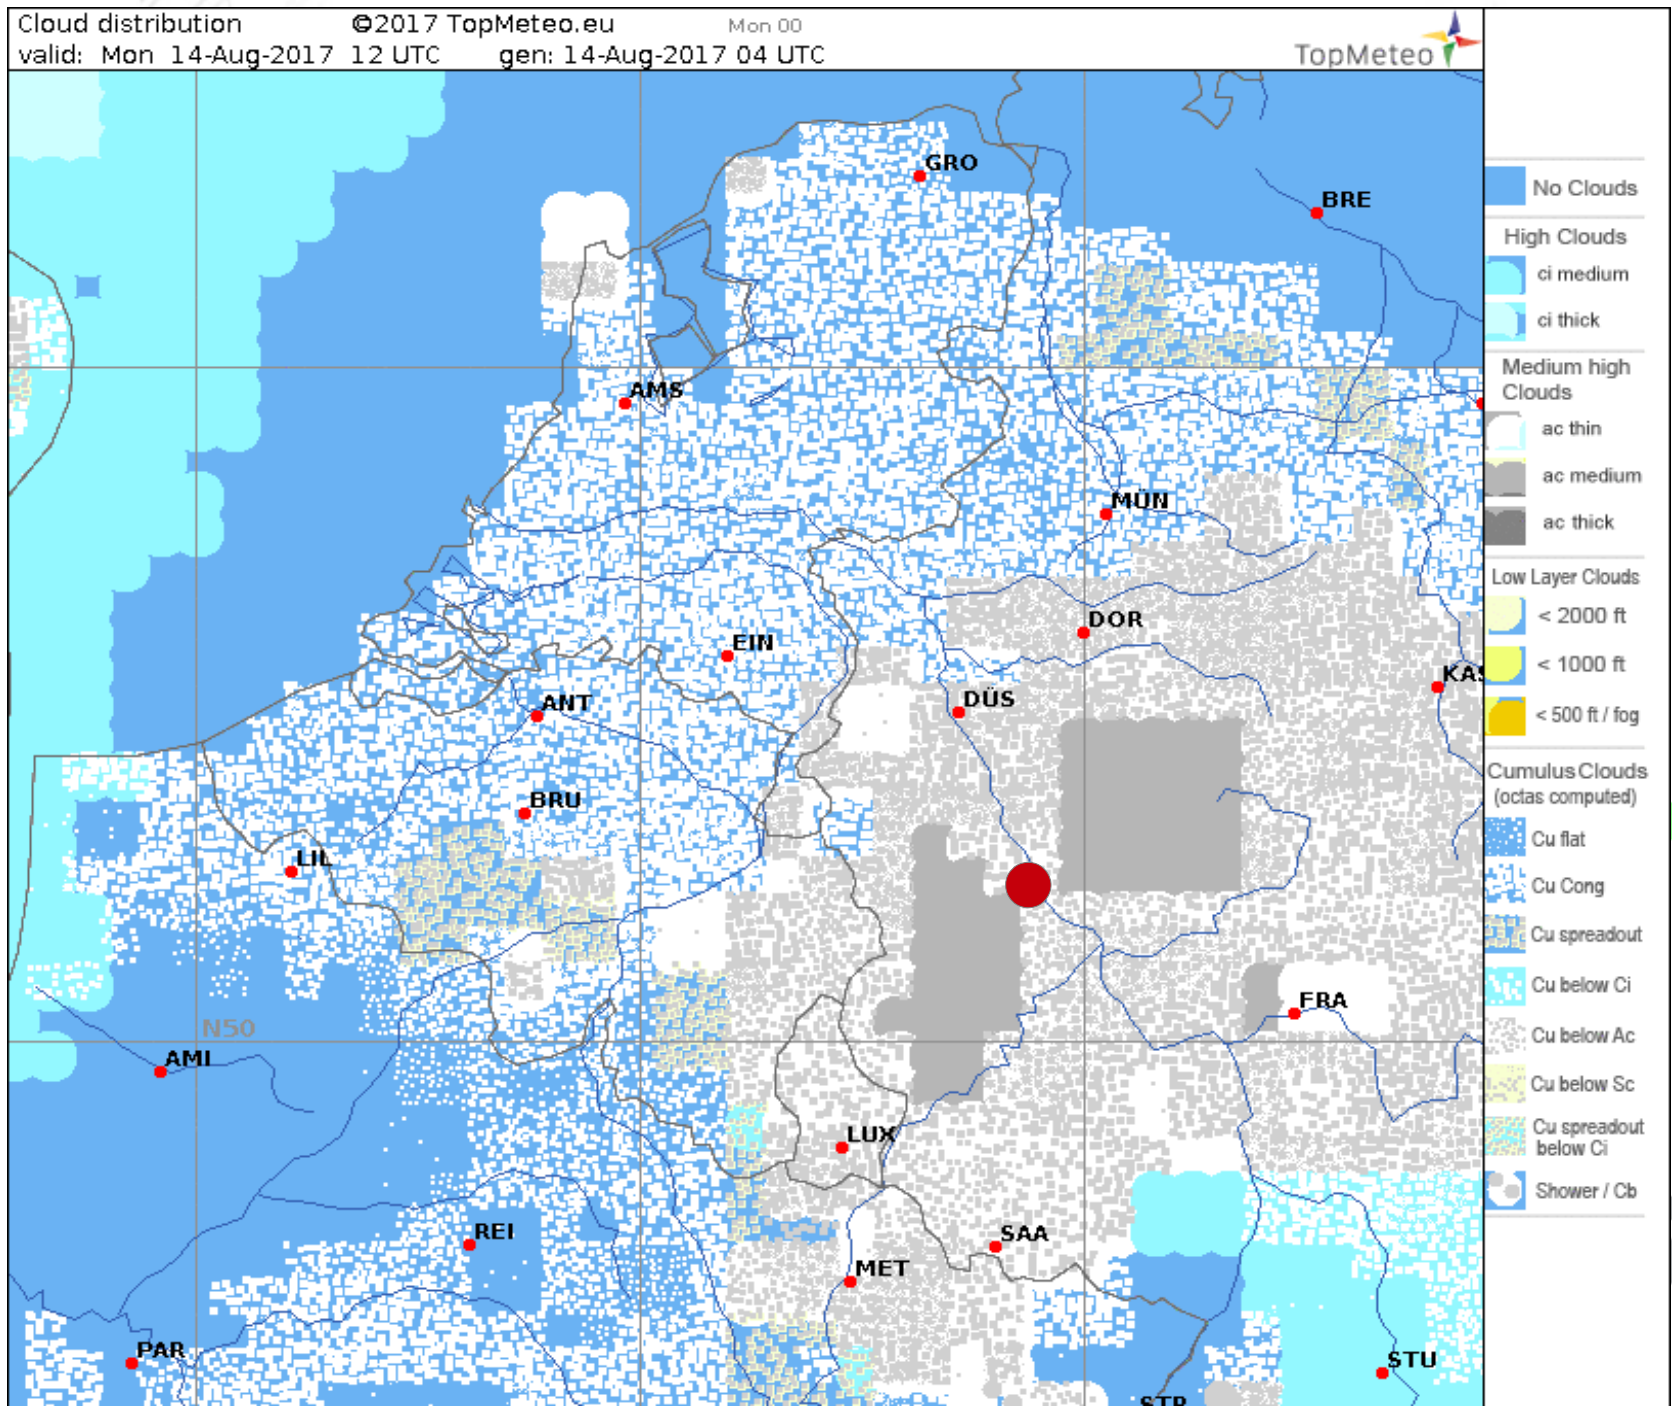 Cloud distribution ©2017 TopMeteo.eu Mon 00
valid: Mon 14-Aug-2017 12 UTC gen: 14-Aug-2017 04 UTC
TopMeteo
GRO
BRE
AMS
MÜN
DOR
EIN
KAS
DÜS
ANT
BRU
LIL
FRA
N50
AMI
LUX
REI
SAA
MET
PAR
STU
STR
No Clouds
High Clouds
ci medium
ci thick
Medium high
Clouds
ac thin
ac medium
ac thick
Low Layer Clouds
< 2000 ft
< 1000 ft
< 500 ft / fog
Cumulus Clouds
(octas computed)
Cu flat
Cu Cong
Cu spreadout
Cu below Ci
Cu below Ac
Cu below Sc
Cu spreadout
below Ci
Shower / Cb